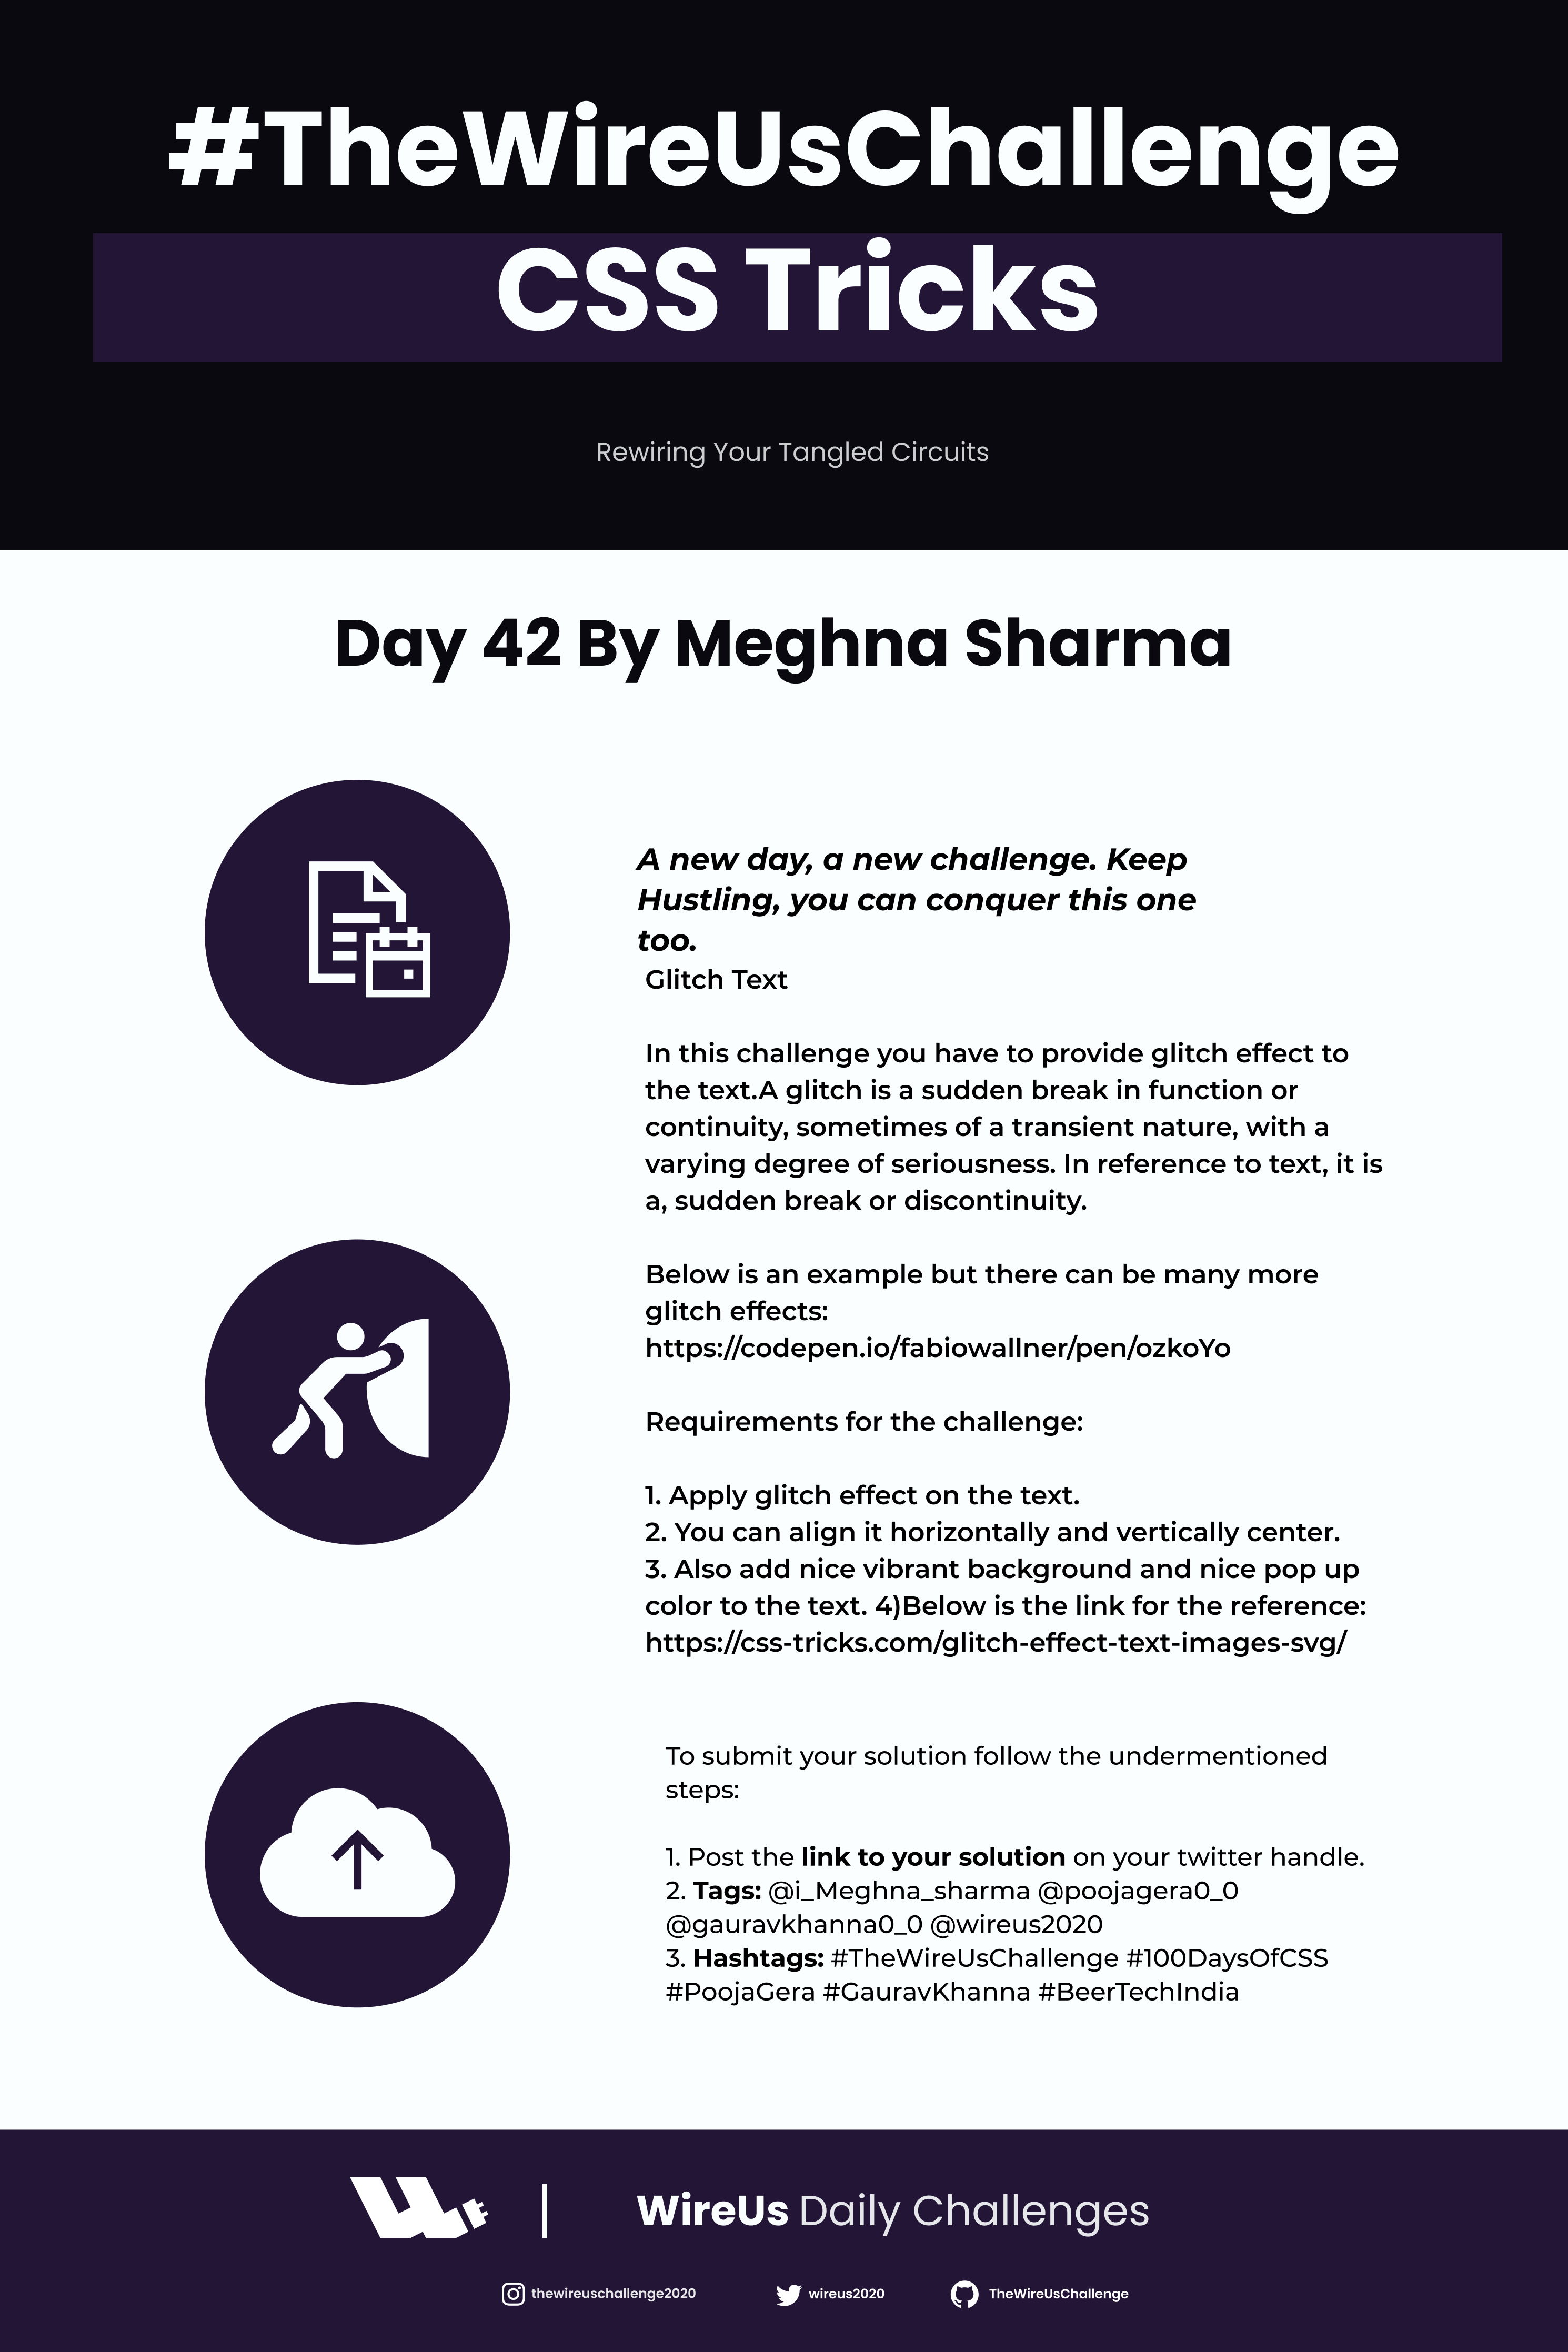 #TheWireUsChallenge
CSS Tricks
Rewiring Your Tangled Circuits
Day 42 By Meghna Sharma
A new day, a new challenge. Keep
Hustling, you can conquer this one
too.
Glitch Text
In this challenge you have to provide glitch effect to
the text.A glitch is a sudden break in function or
continuity, sometimes of a transient nature, with a
varying degree of seriousness. In reference to text, it is
a, sudden break or discontinuity.
Below is an example but there can be many more
glitch effects:
https://codepen.io/fabiowallner/pen/ozkoYo
Requirements for the challenge:
1. Apply glitch effect on the text.
2. You can align it horizontally and vertically center.
3. Also add nice vibrant background and nice pop up
color to the text. 4)Below is the link for the reference:
https://css-tricks.com/glitch-effect-text-images-svg/
To submit your solution follow the undermentioned
steps:
1. Post the link to your solution on your twitter handle.
2. Tags: @i_Meghna_sharma @poojagera0_0
@gauravkhanna0_0 @wireus2020
3. Hashtags: #TheWireUsChallenge #100DaysOfCSS
#PoojaGera #GauravKhanna #BeerTechIndia
WireUs Daily Challenges
thewireuschallenge2020 wireus2020 TheWireUsChallenge